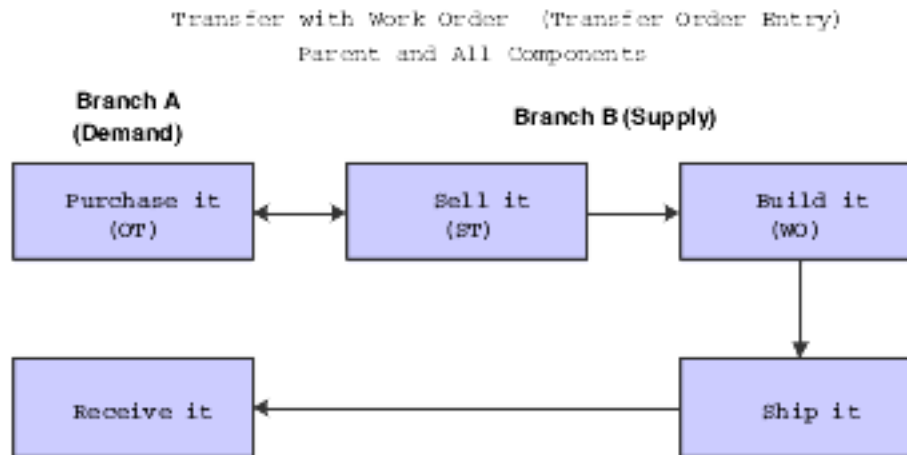 Transfer with Work Order (Transfer Order Entry)
Parent and All Components
Branch A
(Demand)
Branch B (Supply)
Purchase it
(OT)
Sell it
(ST)
Build it
(WO)
Receive it
Ship it